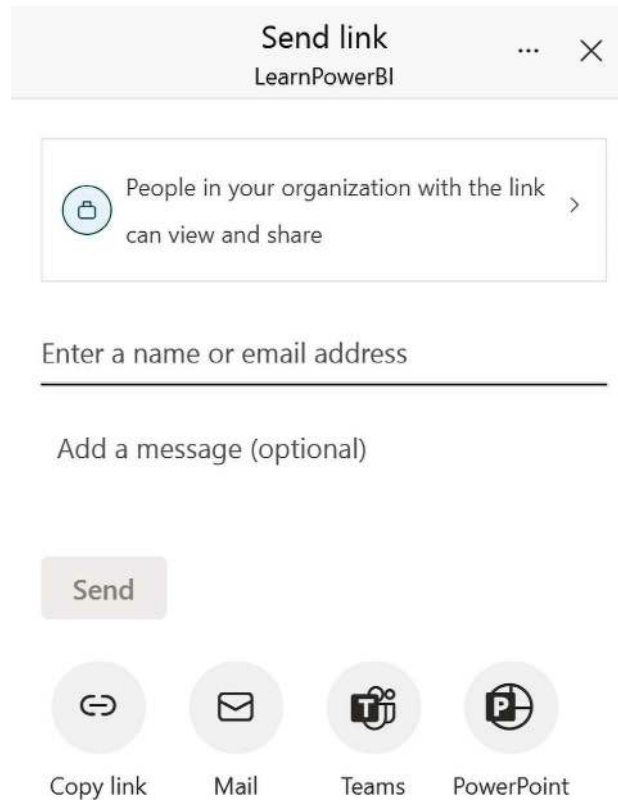 Send link
LearnPowerBI
People in your organization with the link
can view and share
Enter a name or email address
Add a message (optional)
Send
Copy link Mail Teams PowerPoint